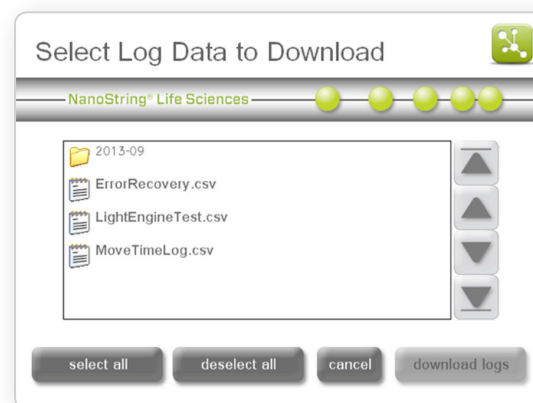 Select Log Data to Download
NanoString® Life Sciences
2013-09
ErrorRecovery.csv
LightEngineTest.csv
MoveTimeLog.csv
select all
deselect all
cancel
download logs